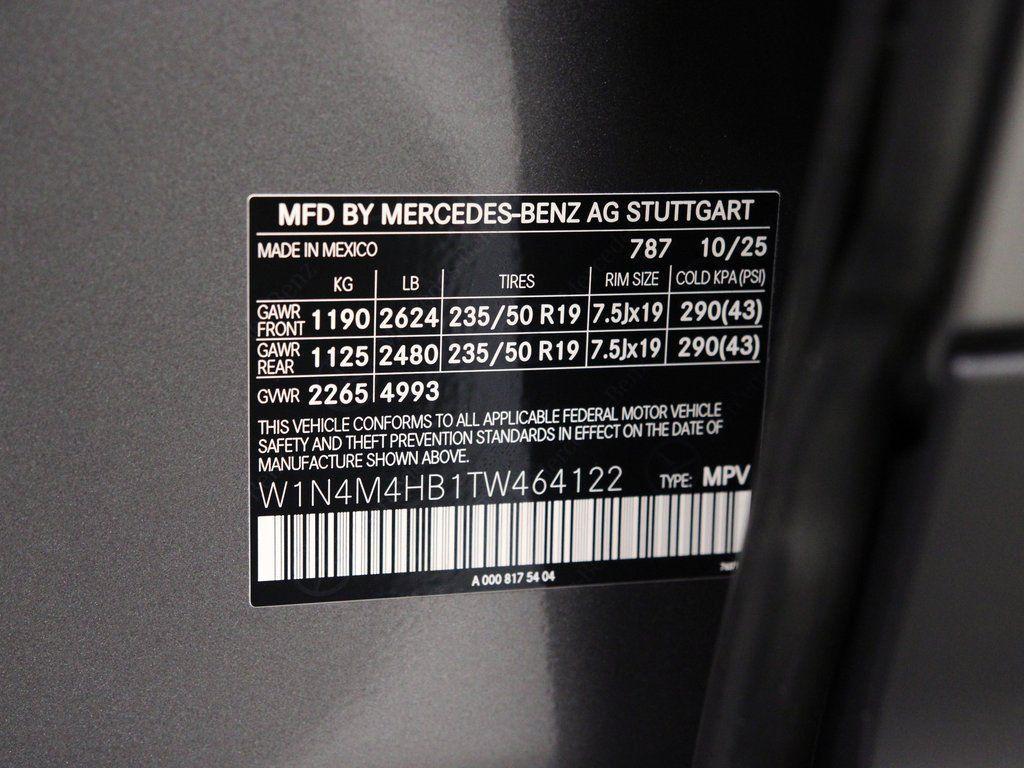 MFD BY MERCEDES-BENZ AG STUTTGART
MADE IN MEXICO 787 10/25
KG LB TIRES RIM SIZE COLD KPA (PSI)
GAWR FRONT 1190 2624 235/50 R19 7.5Jx19 290(43)
GAWR REAR 1125 2480 235/50 R19 7.5Jx19 290(43)
GVWR 2265 4993
THIS VEHICLE CONFORMS TO ALL APPLICABLE FEDERAL MOTOR VEHICLE
SAFETY AND THEFT PREVENTION STANDARDS IN EFFECT ON THE DATE OF
MANUFACTURE SHOWN ABOVE.
W1N4M4HB1TW464122 TYPE: MPV
A 000 817 54 04